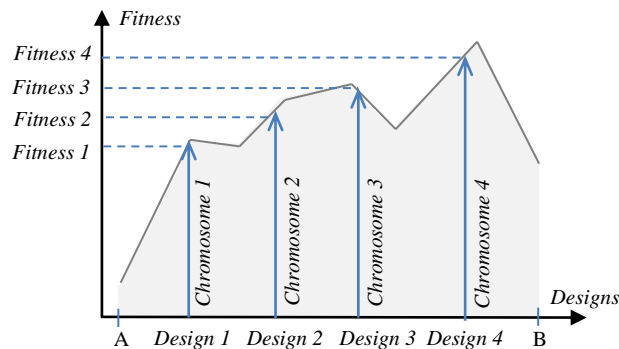 Fitness
Fitness 4
Fitness 3
Fitness 2
Fitness 1
Chromosome 1
Chromosome 2
Chromosome 3
Chromosome 4
Designs
A Design 1 Design 2 Design 3 Design 4 B